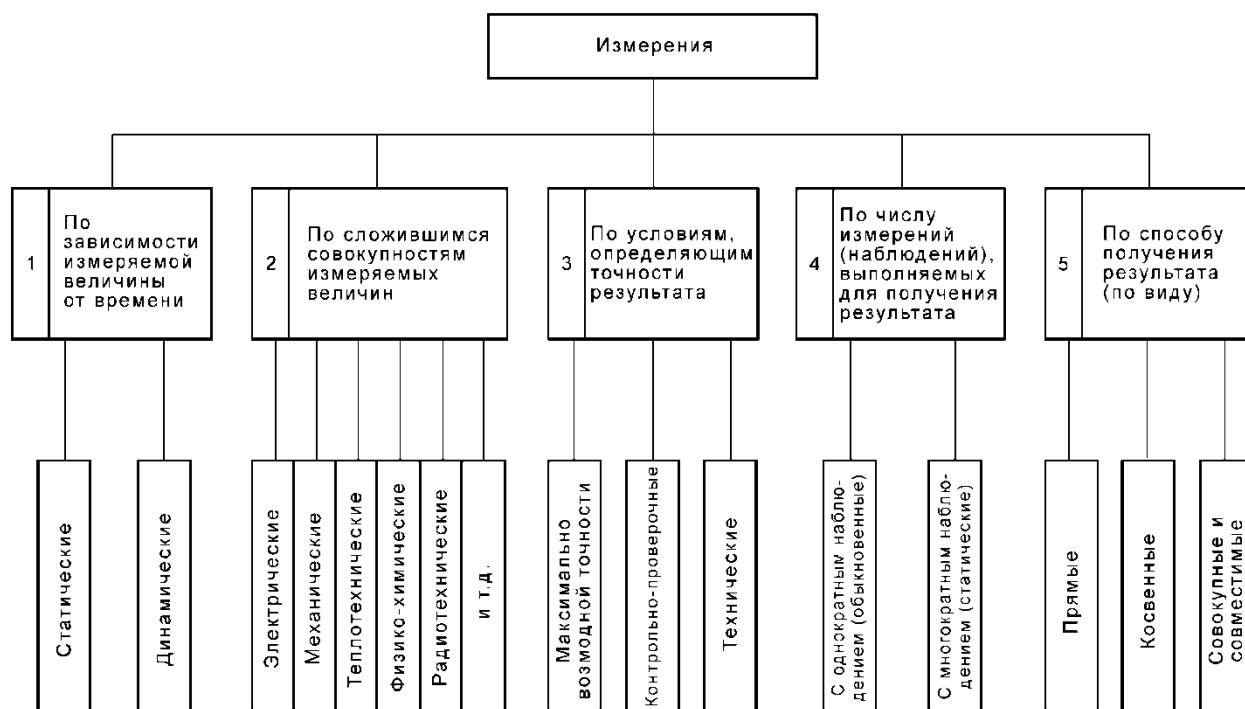 Измерения
1
По
зависимости
измеряемой
величины
от времени
2
По сложившимся
совокупностям
измеряемых
величин
3
По условиям,
определяющим
точности
результата
4
По числу
измерений
(наблюдений),
выполняемых
для получения
результата
5
По способу
получения
результата
(по виду)
Статические
Динамические
Электрические
Механические
Теплотехнические
Физико-химические
Радиотехнические
и т.д.
Максимально
возмодной точности
Контрольно-проверочные
Технические
С однократным наблю-
дением (обыкновенные)
С многократным наблю-
дением (статические)
Прямые
Косвенные
Совокупные и
совместимые